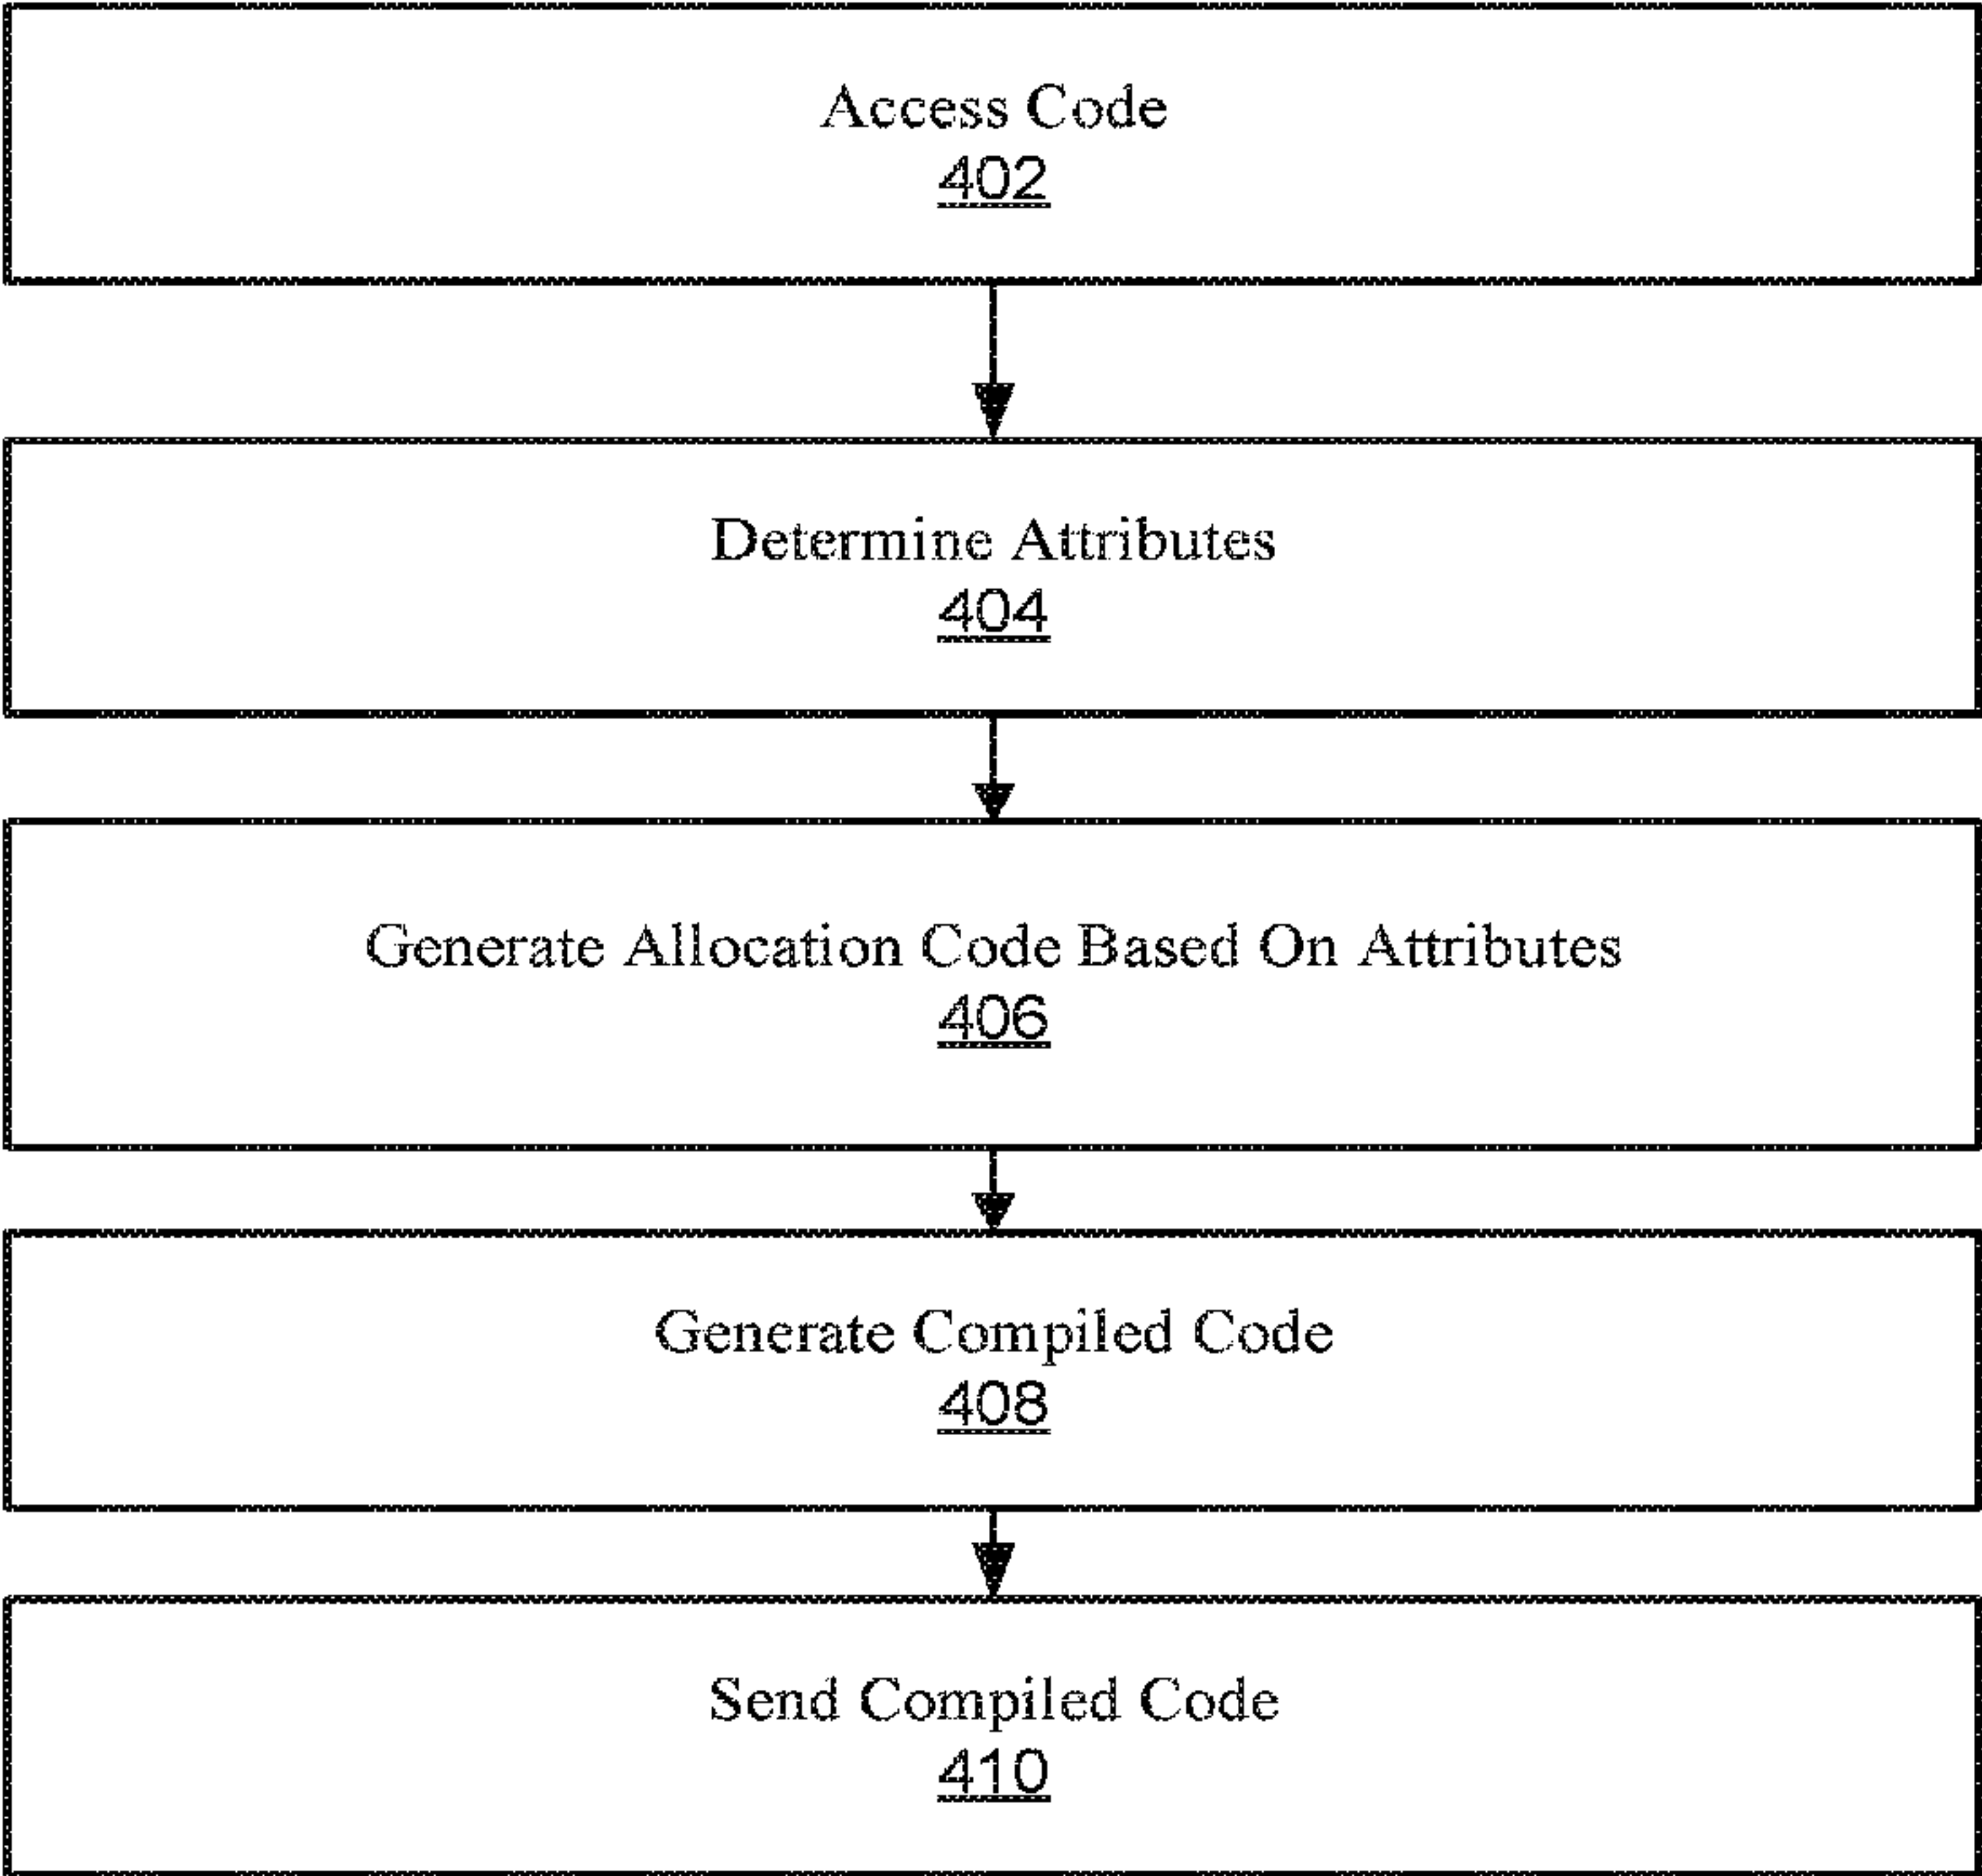 Access Code
402
Determine Attributes
404
Generate Allocation Code Based On Attributes
406
Generate Compiled Code
408
Send Compiled Code
410